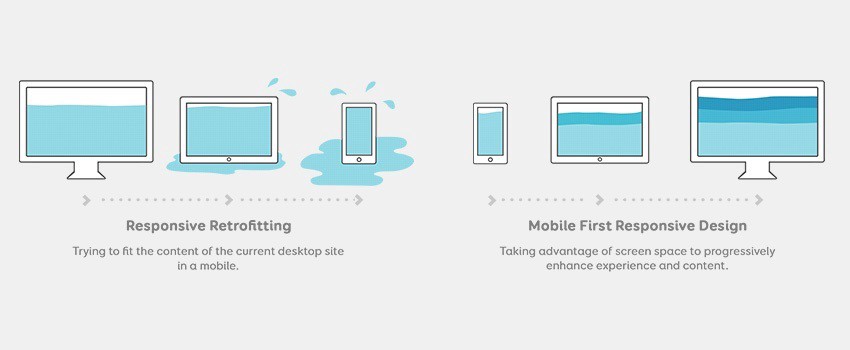 Responsive Retrofitting
Trying to fit the content of the current desktop site
in a mobile.
Mobile First Responsive Design
Taking advantage of screen space to progressively
enhance experience and content.